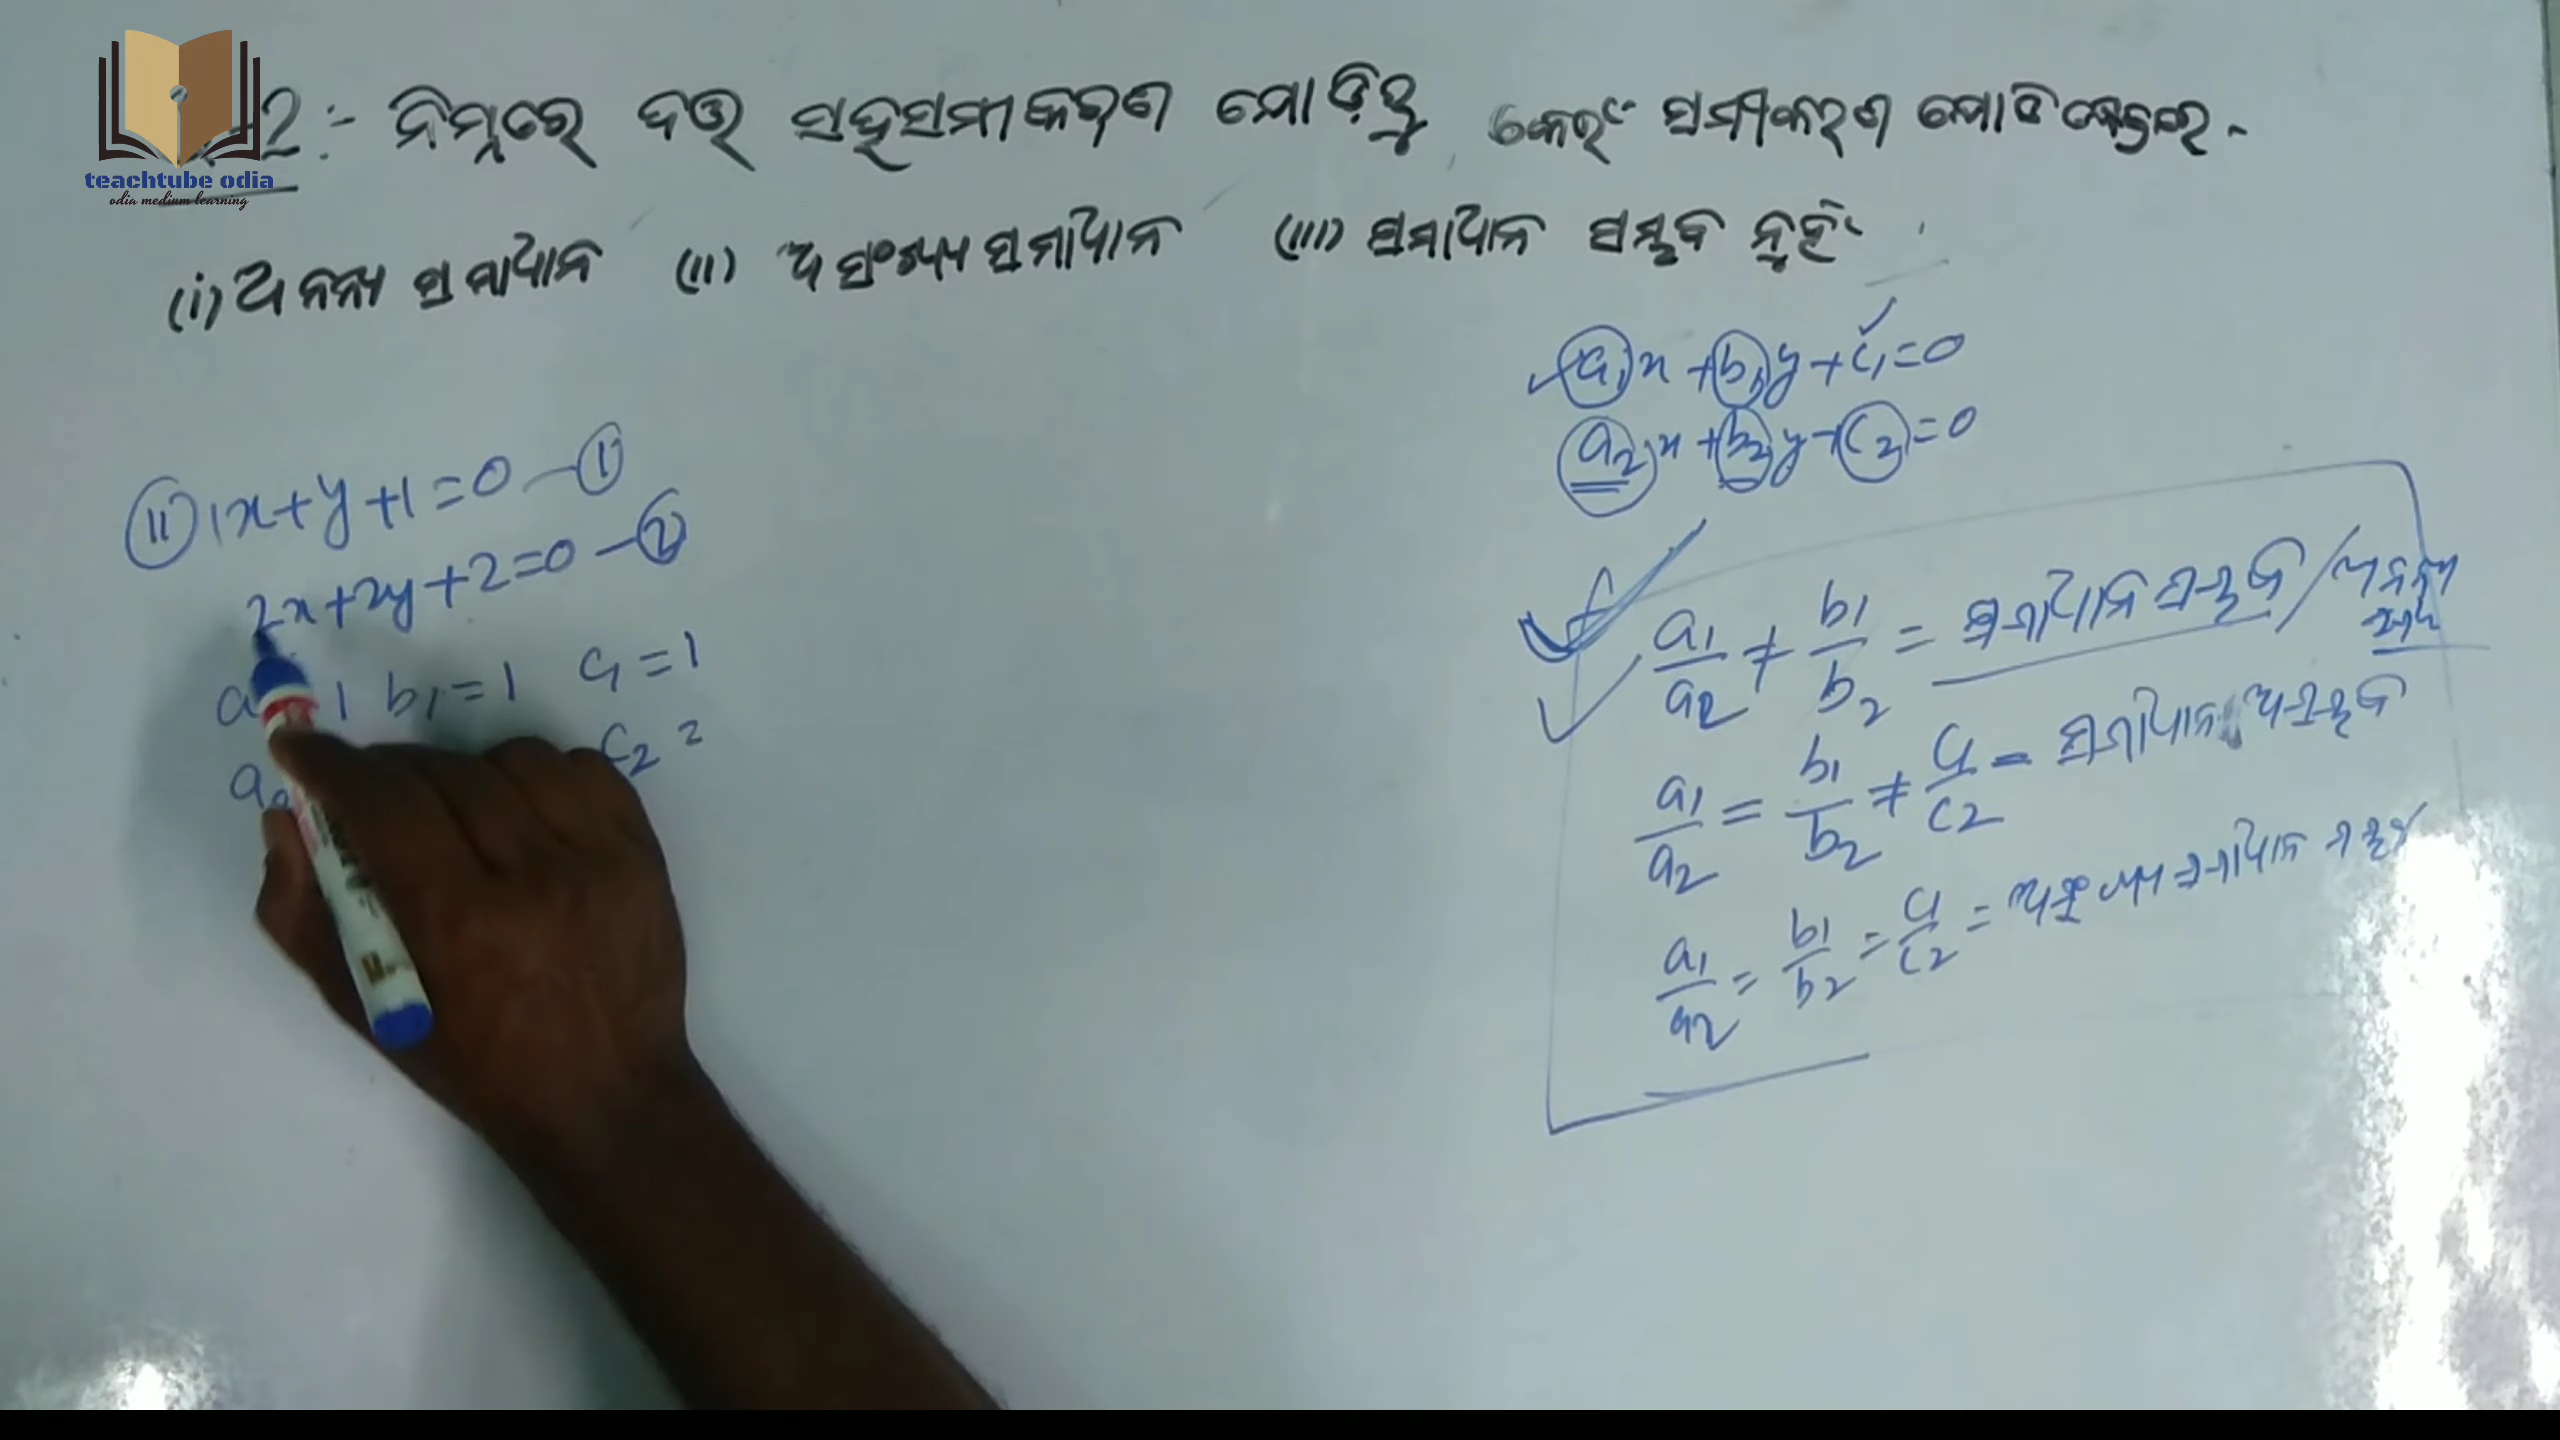 teachtube odia
odia medium learning
2:- ନିମ୍ନରେ ଦତ୍ତ ସହସମୀକରଣ ଯୋଡ଼ିରୁ କେଉଁ ସମୀକରଣ ଯୋଡି କ୍ଷେତ୍ରରେ -
(i) ଅନନ୍ୟ ସମାଧାନ (ii) ଅସଂଖ୍ୟ ସମାଧାନ (iii) ସମାଧାନ ସମ୍ଭବ ନୁହେଁ
a₁x + b₁y + c₁ = 0
a₂x + b₂y + c₂ = 0
(ii) 1x + y + 1 = 0 — (1)
2x + 2y + 2 = 0 — (2)
1 b₁ = 1 c₁ = 1
c₂ =
a₁/a₂ ≠ b₁/b₂ = ସମାଧାନ ସମ୍ଭବ / ଅନନ୍ୟ
a₁/a₂ = b₁/b₂ ≠ c₁/c₂ = ସମାଧାନ ଅସମ୍ଭବ
a₁/a₂ = b₁/b₂ = c₁/c₂ = ଅସଂଖ୍ୟ ସମାଧାନ